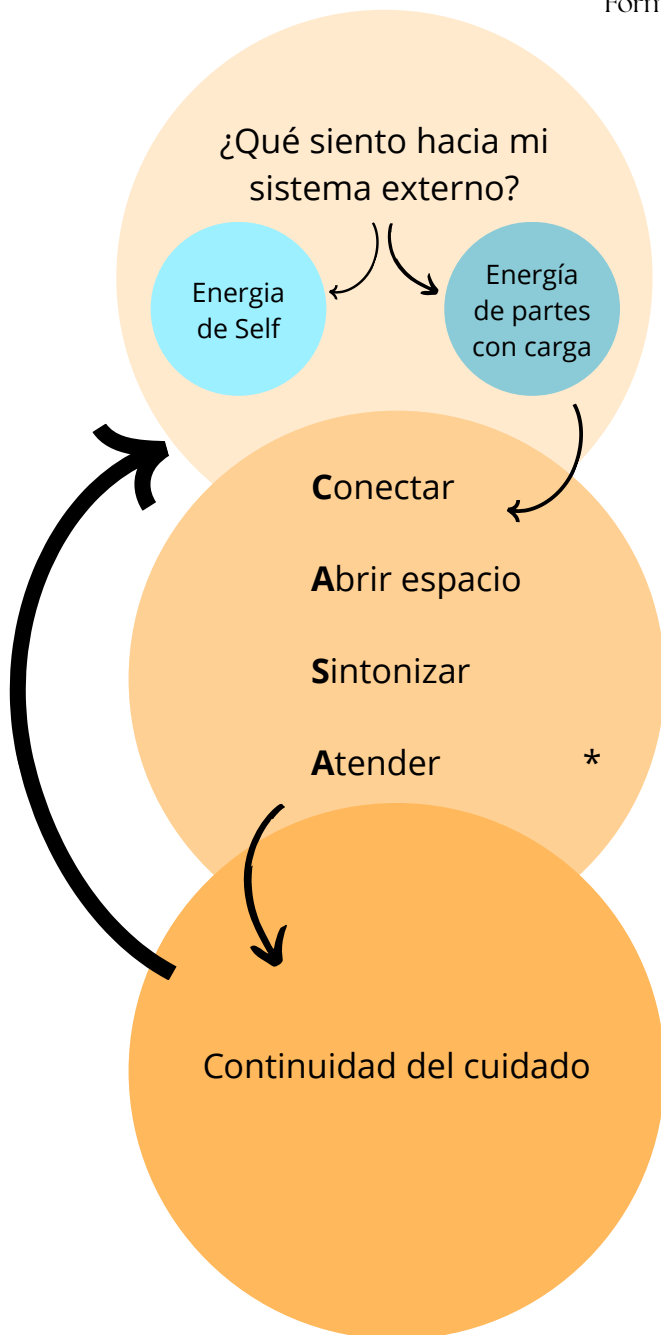 ¿Qué siento hacia mi
sistema externo?
Energia
de Self
Energía
de partes
con carga
Conectar
Abrir espacio
Sintonizar
Atender *
Continuidad del cuidado